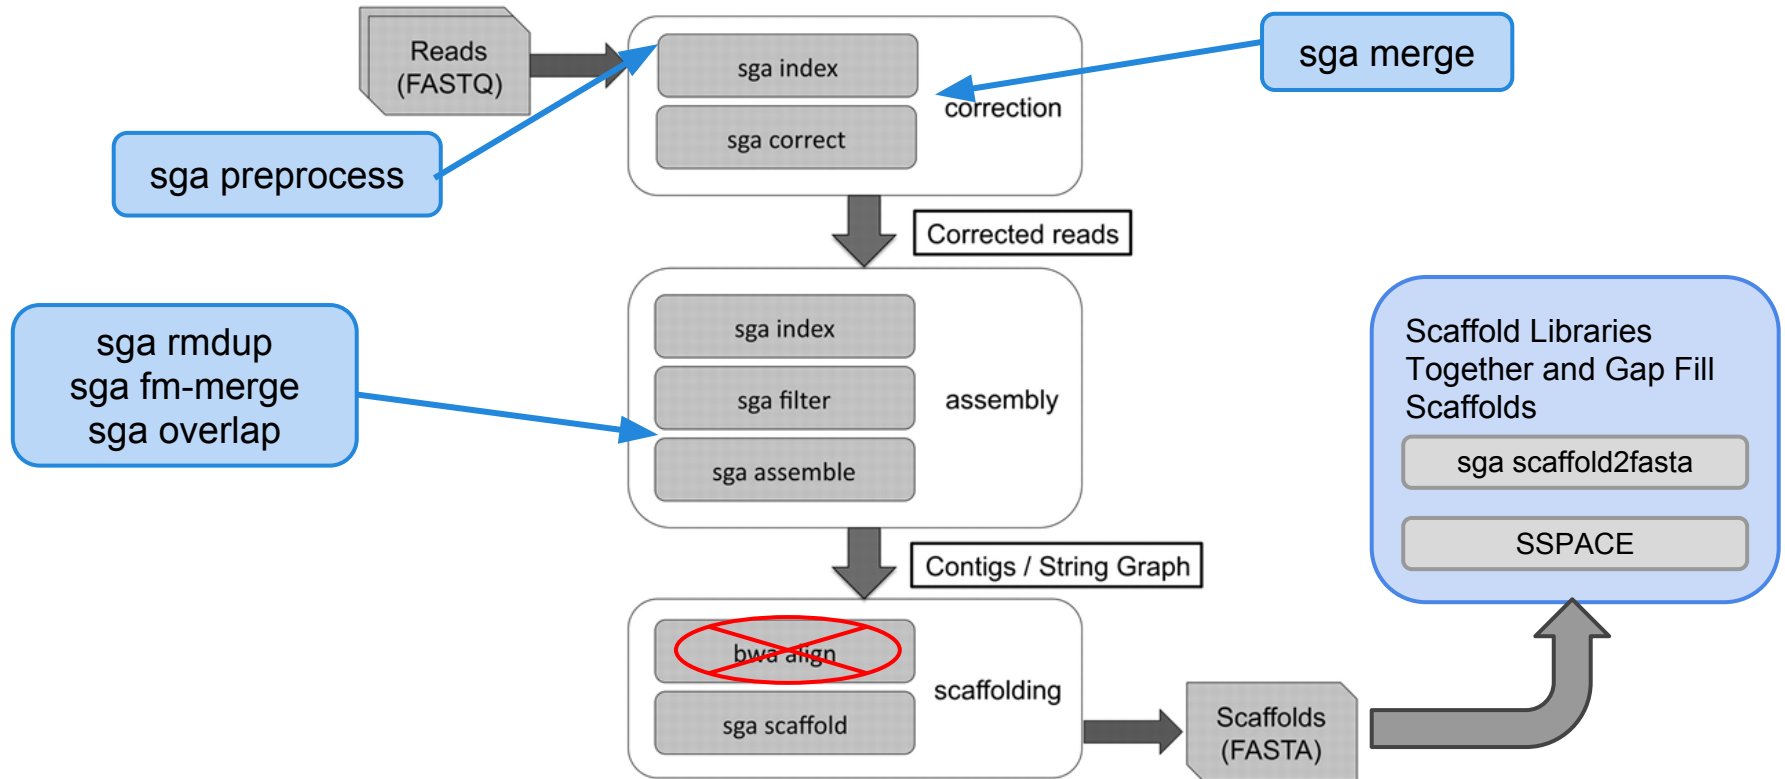 Reads
(FASTQ)
sga index
sga correct
correction
sga merge
sga preprocess
Corrected reads
sga index
sga filter
sga assemble
assembly
sga rmdup
sga fm-merge
sga overlap
Contigs / String Graph
bwa align
sga scaffold
scaffolding
Scaffolds
(FASTA)
Scaffold Libraries
Together and Gap Fill
Scaffolds
sga scaffold2fasta
SSPACE